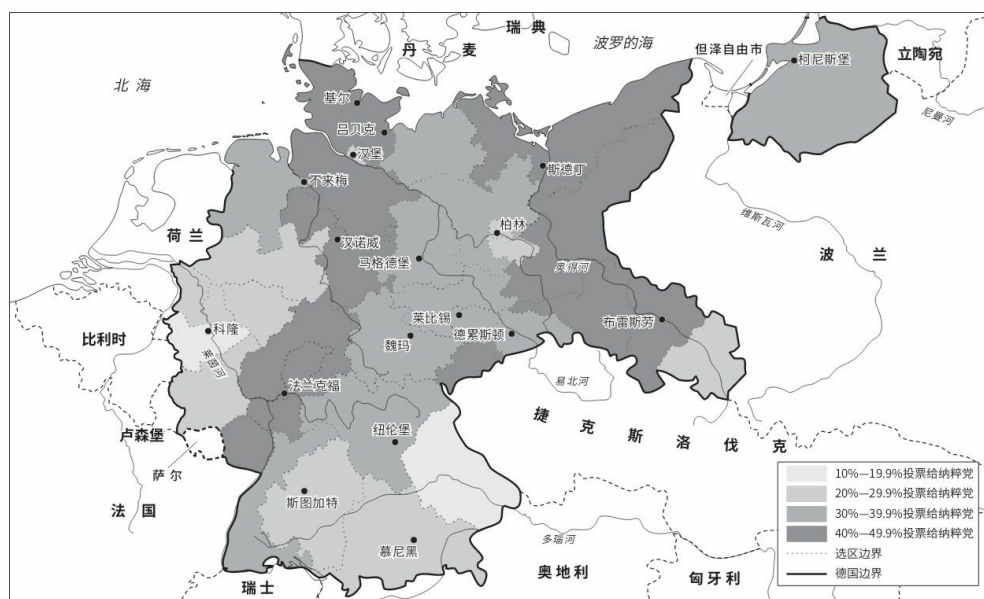 瑞典
丹麦
波罗的海
但泽自由市
柯尼斯堡
立陶宛
北海
基尔
尼曼河
吕贝克
汉堡
斯德丁
不来梅
维斯瓦河
柏林
荷兰
汉诺威
马格德堡
奥得河
波兰
莱比锡
布雷斯劳
科隆
德累斯顿
比利时
魏玛
莱茵河
法兰克福
易北河
捷克斯洛伐克
卢森堡
纽伦堡
萨尔
10%—19.9%投票给纳粹党
20%—29.9%投票给纳粹党
斯图加特
法国
30%—39.9%投票给纳粹党
40%—49.9%投票给纳粹党
慕尼黑
多瑙河
选区边界
奥地利
匈牙利
德国边界
瑞士